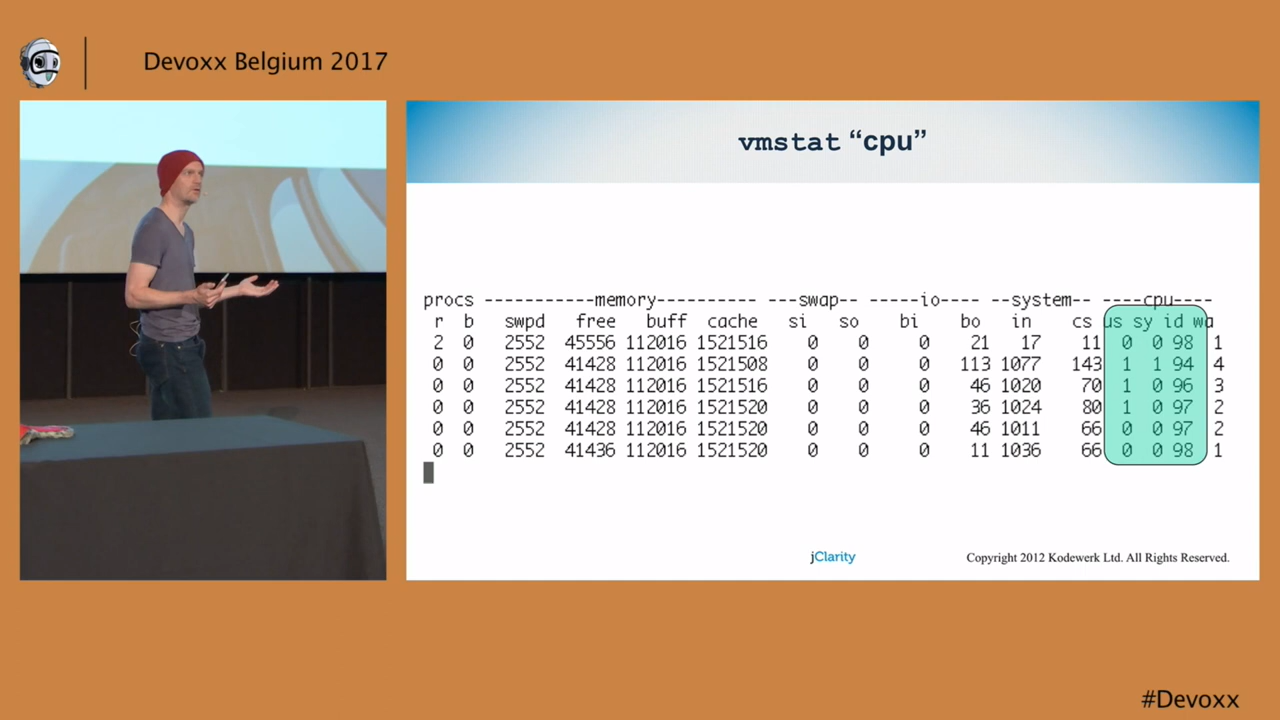 Devoxx Belgium 2017
vmstat “cpu”
procs -----------memory---------- ---swap-- -----io---- --system-- ----cpu----
r b swpd free buff cache si so bi bo in cs us sy id wa
2 0 2552 45556 112016 1521516 0 0 0 21 17 11 0 0 98 1
0 0 2552 41428 112016 1521508 0 0 0 113 1077 143 1 1 94 4
0 0 2552 41428 112016 1521516 0 0 0 46 1020 70 1 0 96 3
0 0 2552 41428 112016 1521520 0 0 0 36 1024 80 1 0 97 2
0 0 2552 41428 112016 1521520 0 0 0 46 1011 66 0 0 97 2
0 0 2552 41436 112016 1521520 0 0 0 11 1036 66 0 0 98 1
jClarity
Copyright 2012 Kodewerk Ltd. All Rights Reserved.
#Devoxx